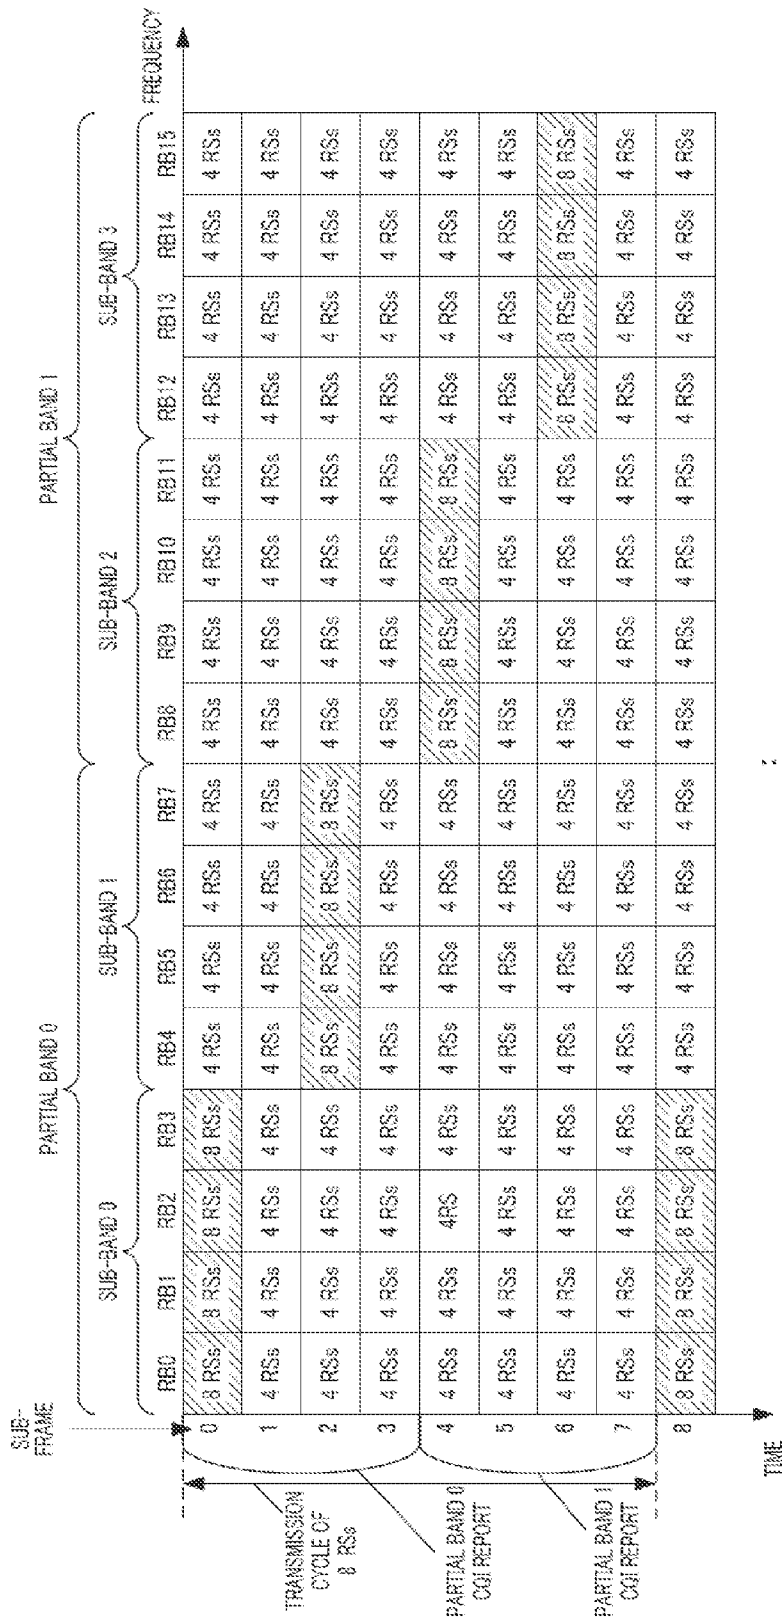 SUB-
FRAME
FREQUENCY
PARTIAL BAND 0
PARTIAL BAND 1
SUB-BAND 0
SUB-BAND 1
SUB-BAND 2
SUB-BAND 3
RB0 RB1 RB2 RB3 RB4 RB5 RB6 RB7 RB8 RB9 RB10 RB11 RB12 RB13 RB14 RB15
0 8 RSs 8 RSs 8 RSs 8 RSs 4 RSs 4 RSs 4 RSs 4 RSs 4 RSs 4 RSs 4 RSs 4 RSs 4 RSs 4 RSs 4 RSs 4 RSs
1 4 RSs 4 RSs 4 RSs 4 RSs 4 RSs 4 RSs 4 RSs 4 RSs 4 RSs 4 RSs 4 RSs 4 RSs 4 RSs 4 RSs 4 RSs 4 RSs
2 4 RSs 4 RSs 4 RSs 4 RSs 8 RSs 8 RSs 8 RSs 8 RSs 4 RSs 4 RSs 4 RSs 4 RSs 4 RSs 4 RSs 4 RSs 4 RSs
3 4 RSs 4 RSs 4 RSs 4 RSs 4 RSs 4 RSs 4 RSs 4 RSs 4 RSs 4 RSs 4 RSs 4 RSs 4 RSs 4 RSs 4 RSs 4 RSs
4 4 RSs 4 RSs 4RS 4 RSs 4 RSs 4 RSs 4 RSs 4 RSs 8 RSs 8 RSs 8 RSs 8 RSs 4 RSs 4 RSs 4 RSs 4 RSs
5 4 RSs 4 RSs 4 RSs 4 RSs 4 RSs 4 RSs 4 RSs 4 RSs 4 RSs 4 RSs 4 RSs 4 RSs 4 RSs 4 RSs 4 RSs 4 RSs
6 4 RSs 4 RSs 4 RSs 4 RSs 4 RSs 4 RSs 4 RSs 4 RSs 4 RSs 4 RSs 4 RSs 4 RSs 8 RSs 8 RSs 8 RSs 8 RSs
7 4 RSs 4 RSs 4 RSs 4 RSs 4 RSs 4 RSs 4 RSs 4 RSs 4 RSs 4 RSs 4 RSs 4 RSs 4 RSs 4 RSs 4 RSs 4 RSs
8 8 RSs 8 RSs 8 RSs 8 RSs 4 RSs 4 RSs 4 RSs 4 RSs 4 RSs 4 RSs 4 RSs 4 RSs 4 RSs 4 RSs 4 RSs 4 RSs
TRANSMISSION
CYCLE OF
8 RSs
PARTIAL BAND 0
CQI REPORT
PARTIAL BAND 1
CQI REPORT
TIME